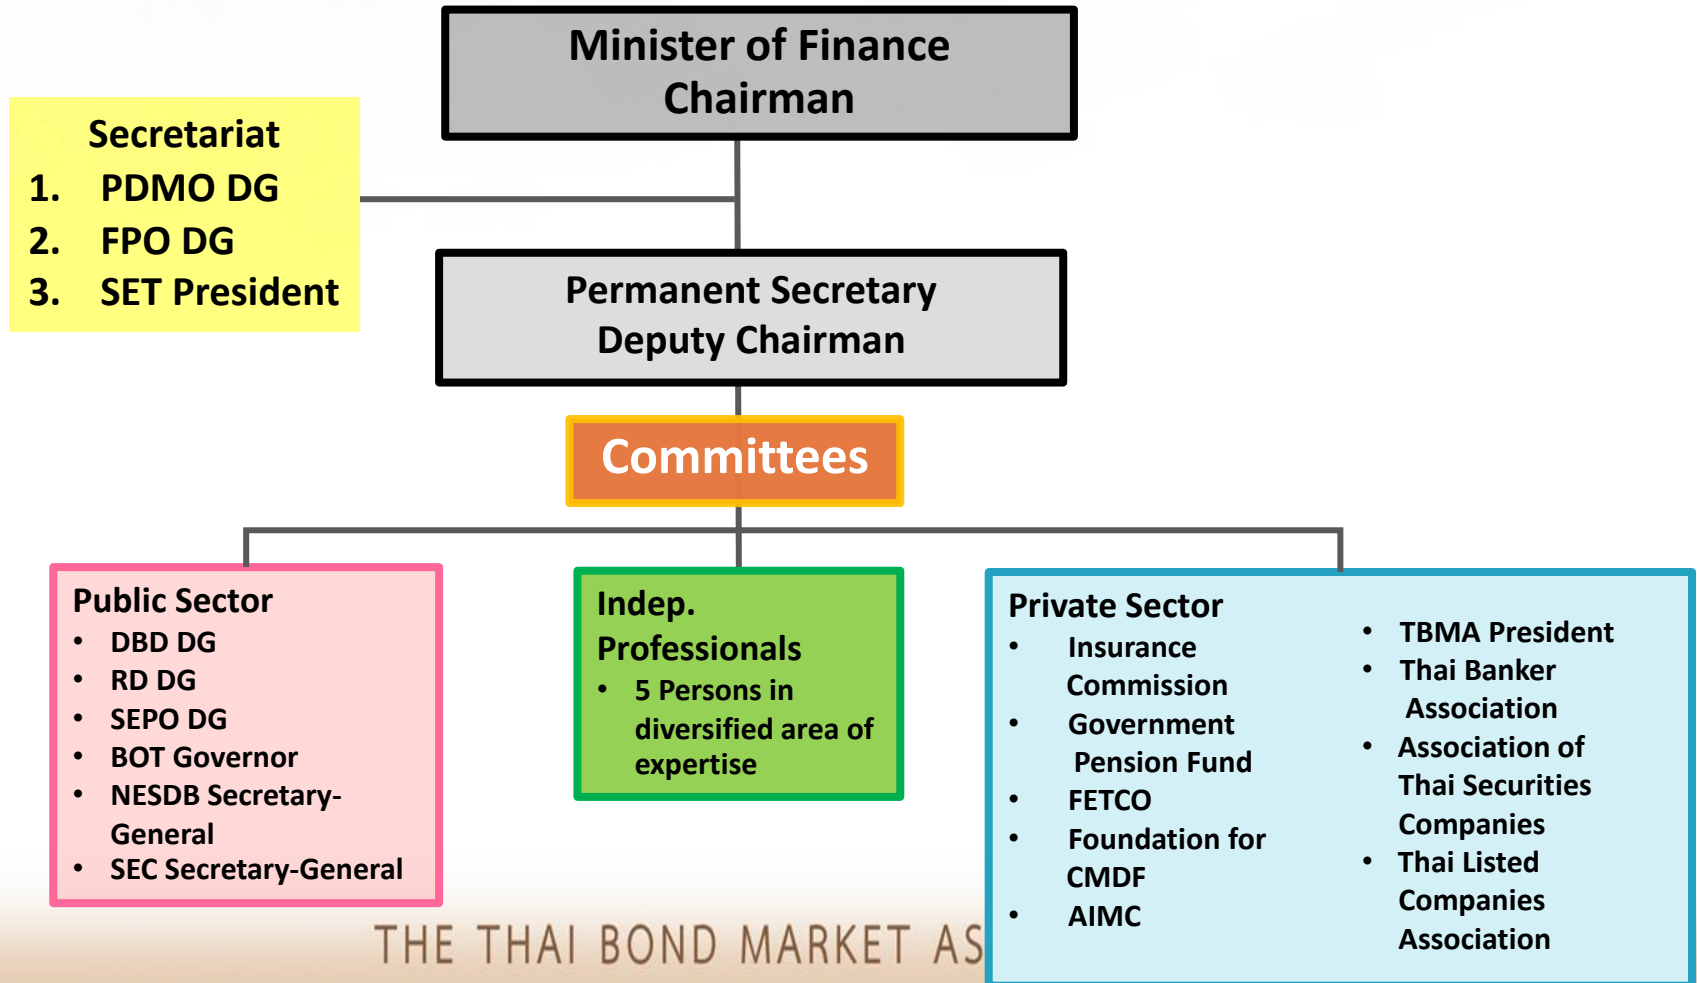 Minister of Finance
Chairman
Secretariat
1. PDMO DG
2. FPO DG
3. SET President
Permanent Secretary
Deputy Chairman
Committees
Public Sector
• DBD DG
• RD DG
• SEPO DG
• BOT Governor
• NESDB Secretary-
General
• SEC Secretary-General
Indep.
Professionals
• 5 Persons in
diversified area of
expertise
Private Sector
• Insurance
Commission
• Government
Pension Fund
• FETCO
• Foundation for
CMDF
• AIMC
• TBMA President
• Thai Banker
Association
• Association of
Thai Securities
Companies
• Thai Listed
Companies
Association
THE THAI BOND MARKET AS